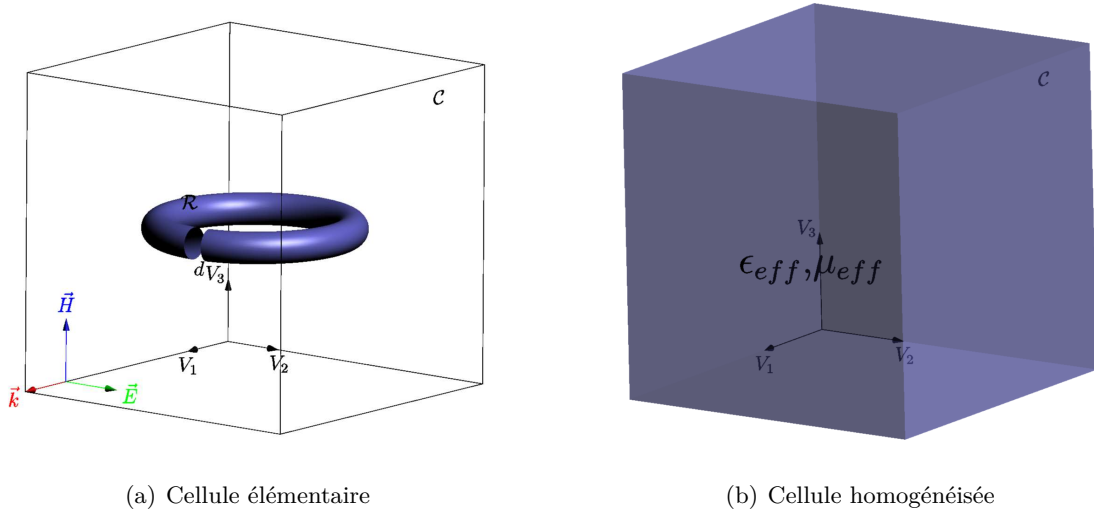 𝒞
ℛ
d
V₃
H⃗
V₁
V₂
k⃗
E⃗
(a) Cellule élémentaire
𝒞
V₃
ϵ_eff,μ_eff
V₁
V₂
(b) Cellule homogénéisée